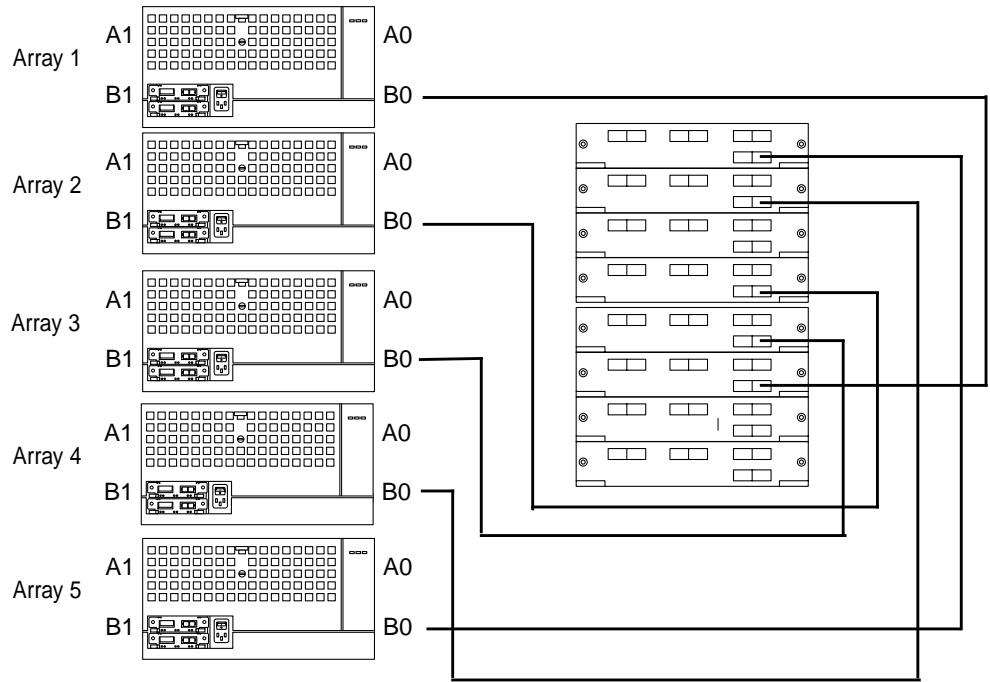 A1 A0
Array 1
B1 B0
A1 A0
Array 2
B1 B0
A1 A0
Array 3
B1 B0
A1 A0
Array 4
B1 B0
A1 A0
Array 5
B1 B0